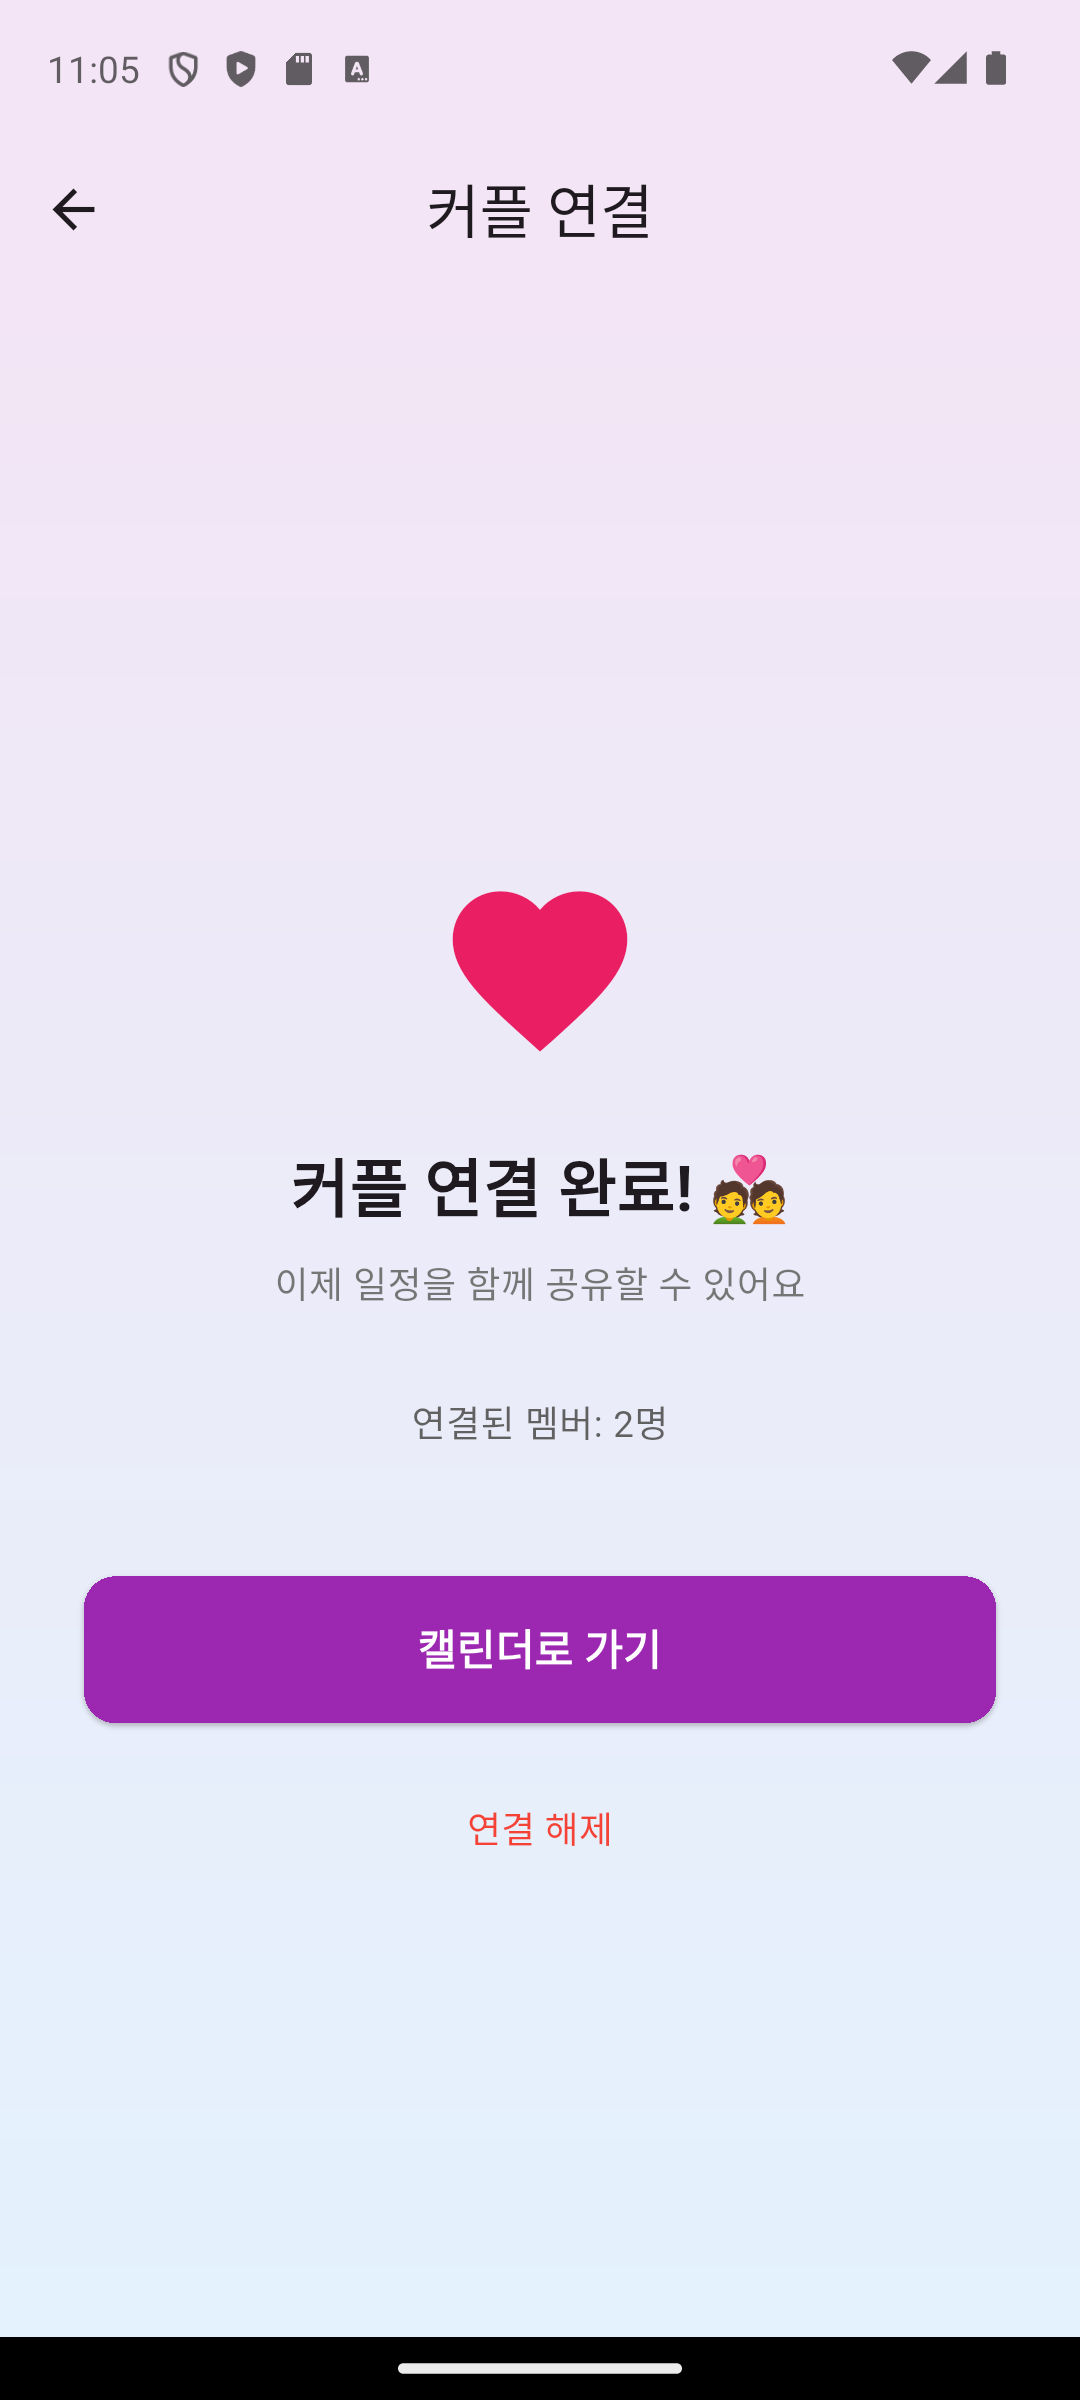 11:05
커플 연결
커플 연결 완료! 💑
이제 일정을 함께 공유할 수 있어요
연결된 멤버: 2명
캘린더로 가기
연결 해제